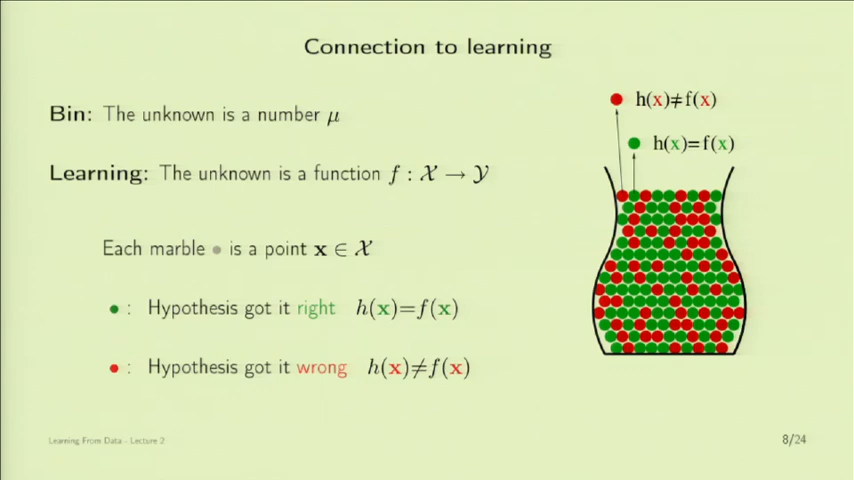 Connection to learning
Bin: The unknown is a number μ
Learning: The unknown is a function f : 𝒳 → 𝒴
Each marble • is a point x ∈ 𝒳
• : Hypothesis got it right h(x)=f(x)
• : Hypothesis got it wrong h(x)≠f(x)
h(x)≠f(x)
h(x)=f(x)
Learning From Data - Lecture 2
8/24